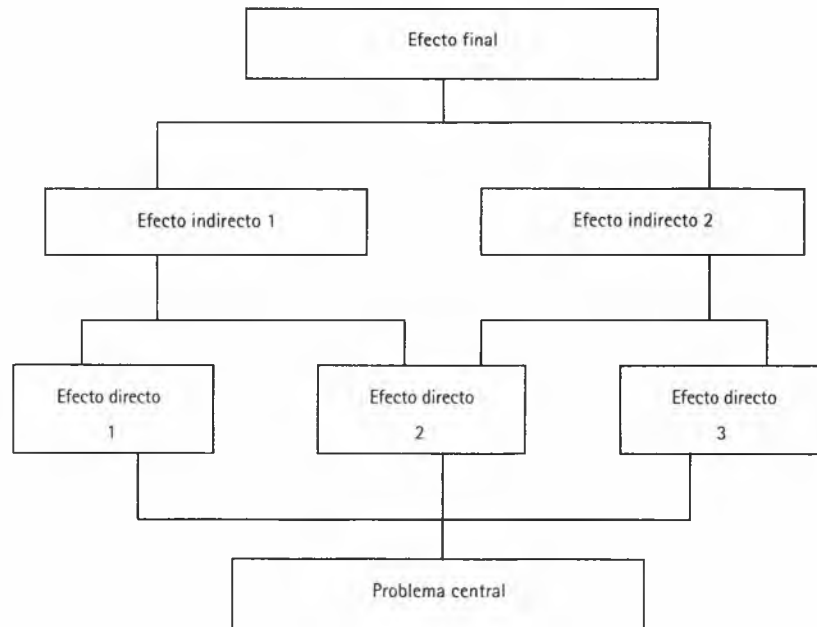 Efecto final
Efecto indirecto 1
Efecto indirecto 2
Efecto directo
1
Efecto directo
2
Efecto directo
3
Problema central